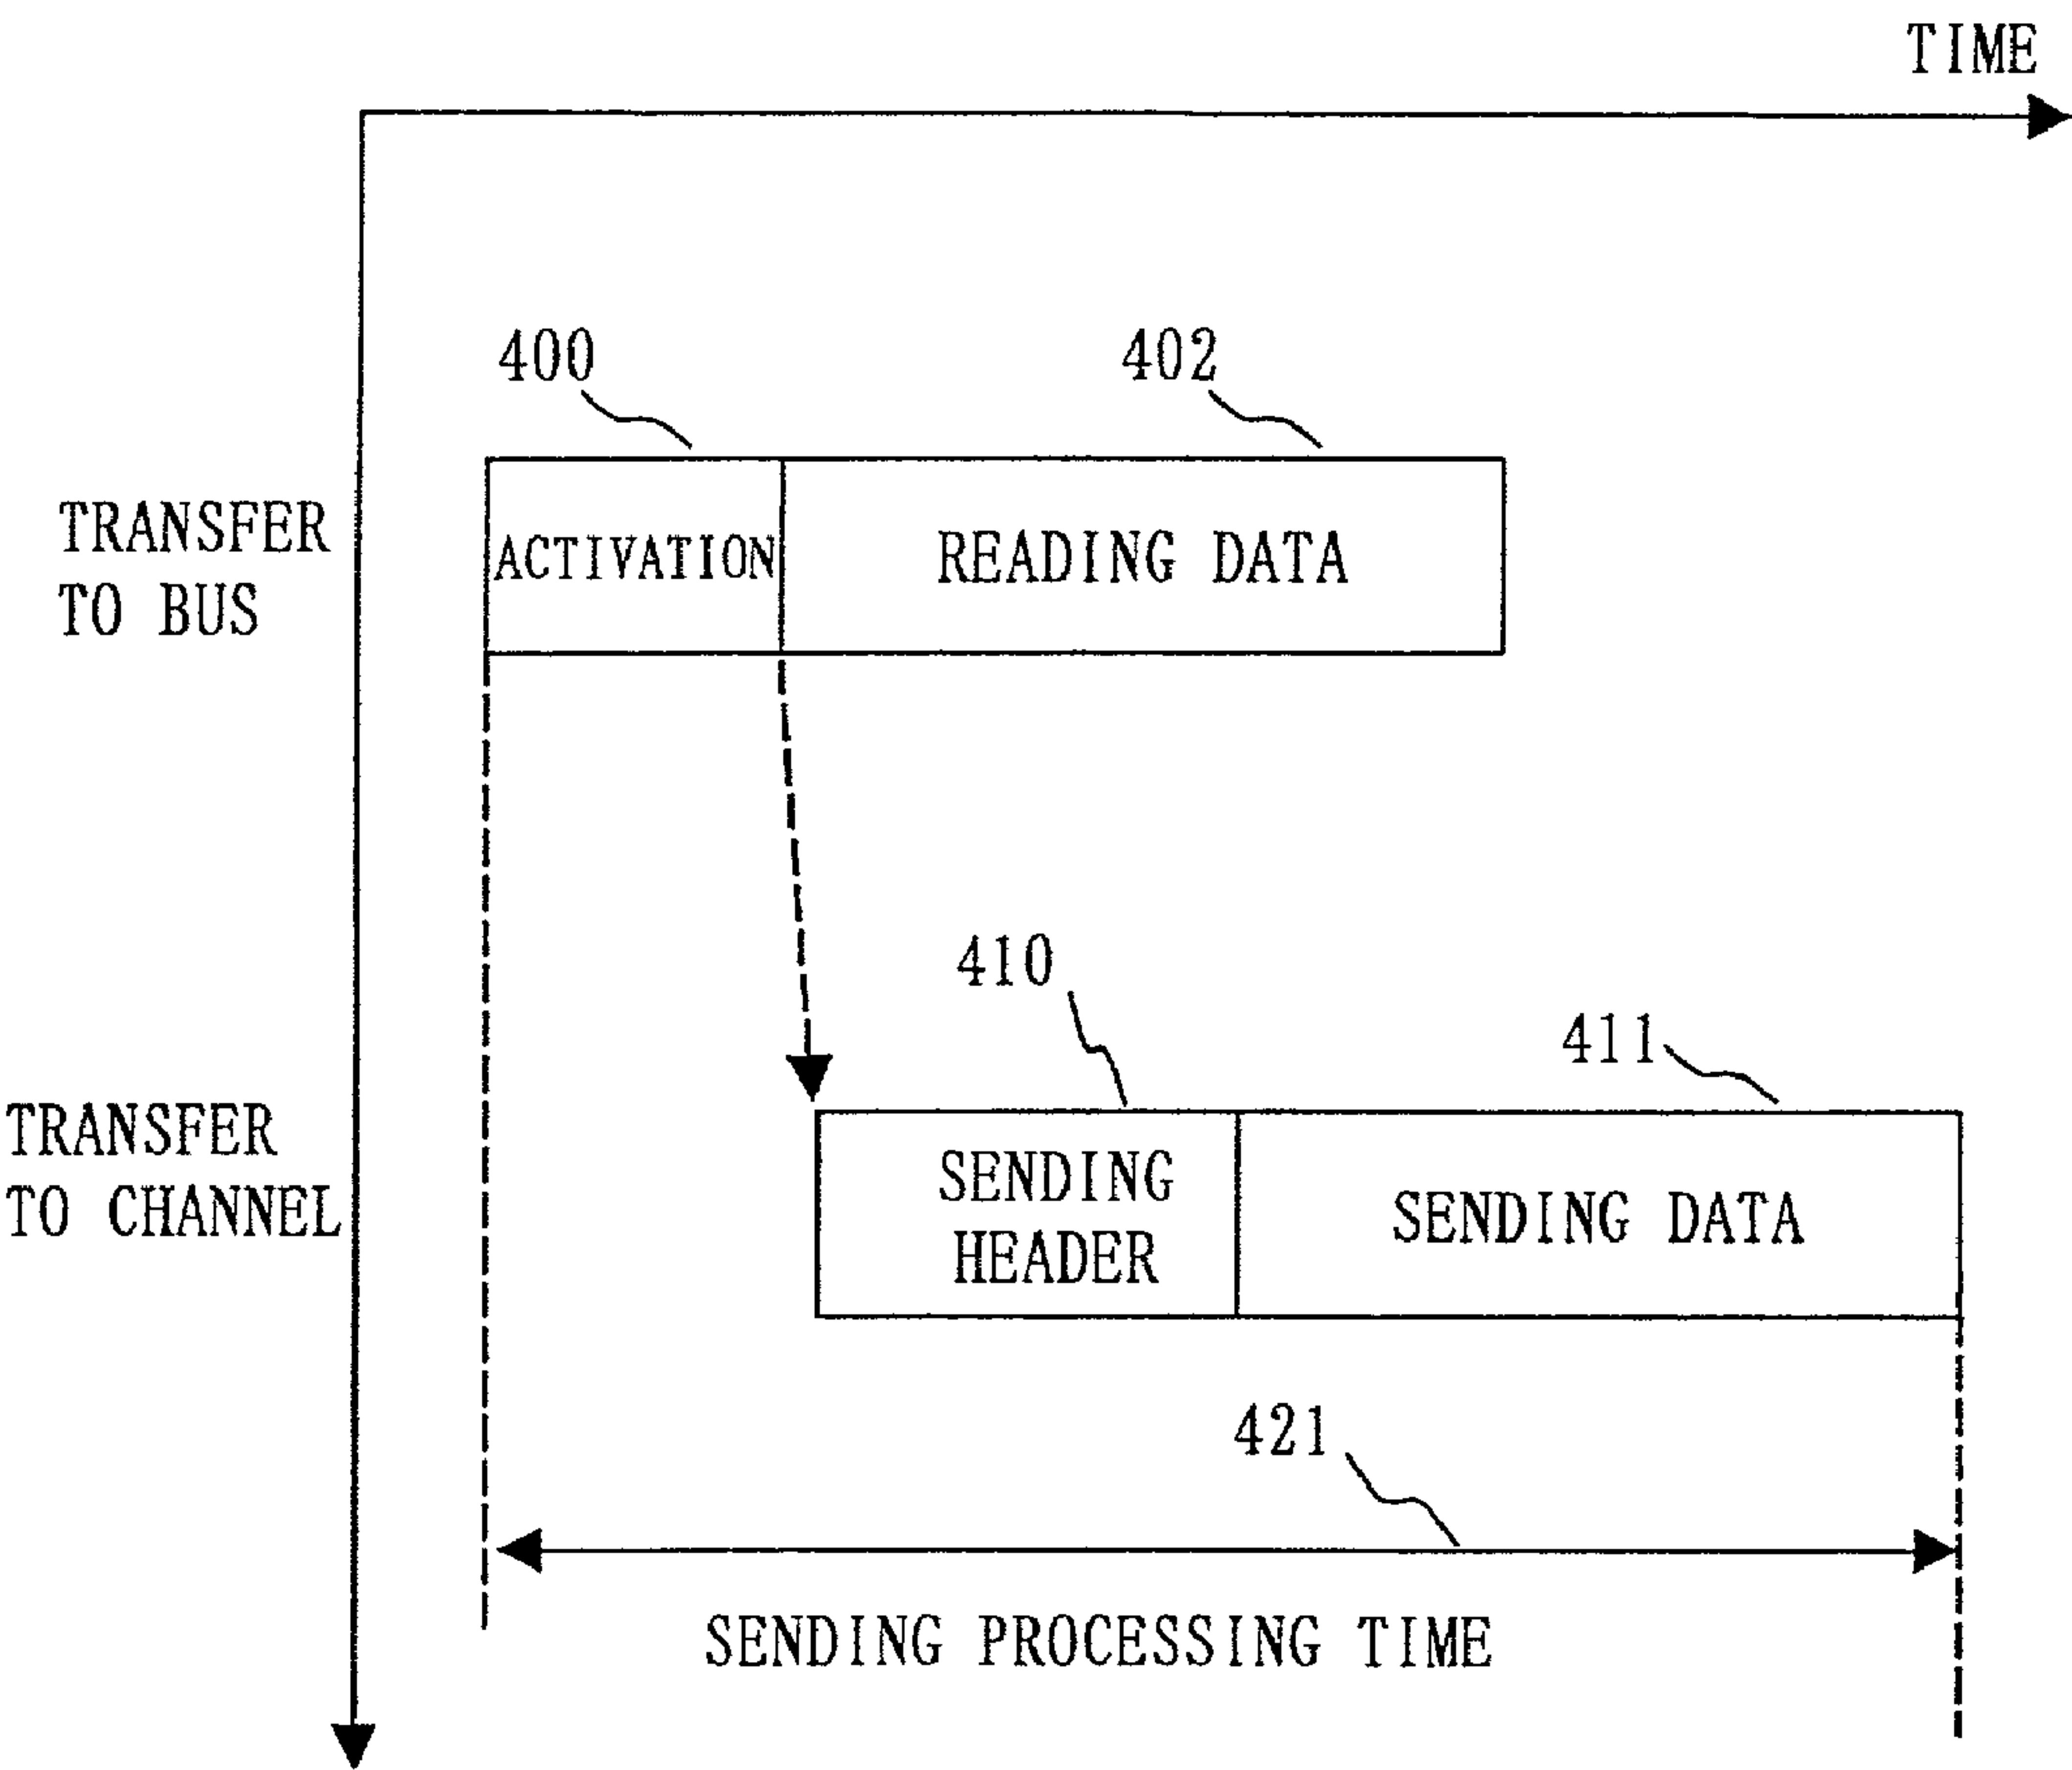 TIME
400
402
TRANSFER
TO BUS
ACTIVATION
READING DATA
410
411
TRANSFER
TO CHANNEL
SENDING
HEADER
SENDING DATA
421
SENDING PROCESSING TIME